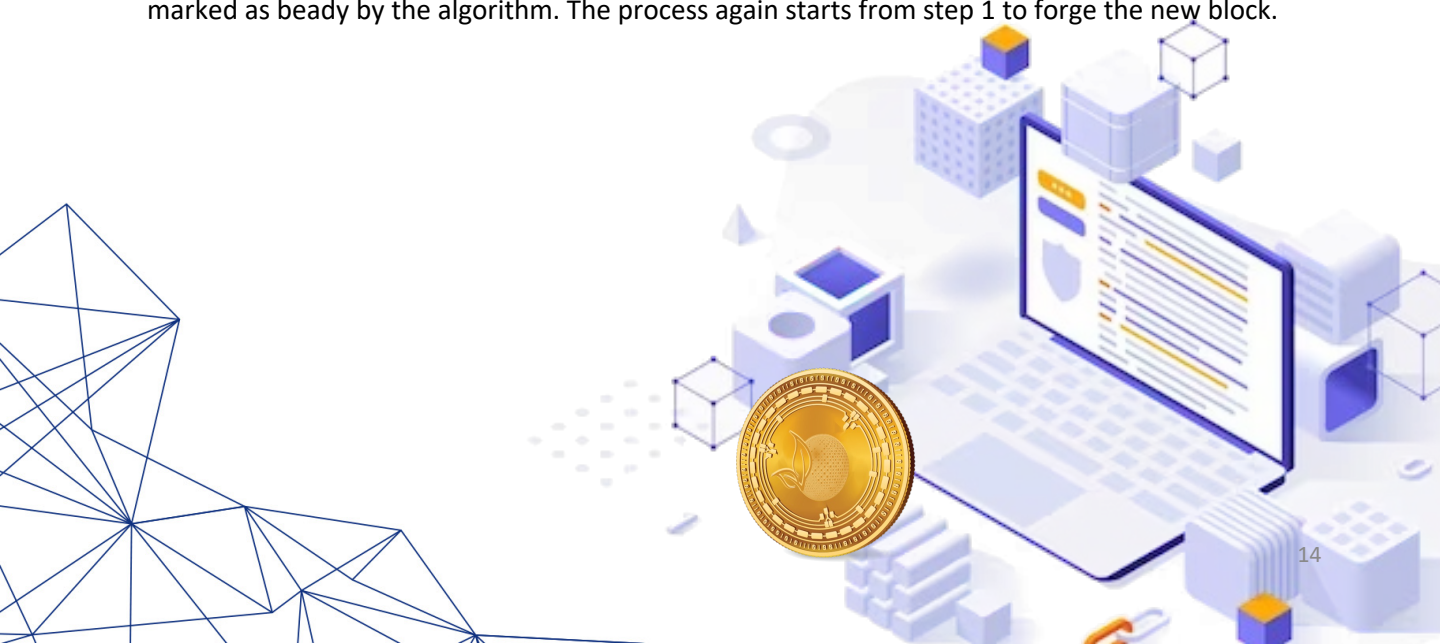 marked as beady by the algorithm. The process again starts from step 1 to forge the new block.
14